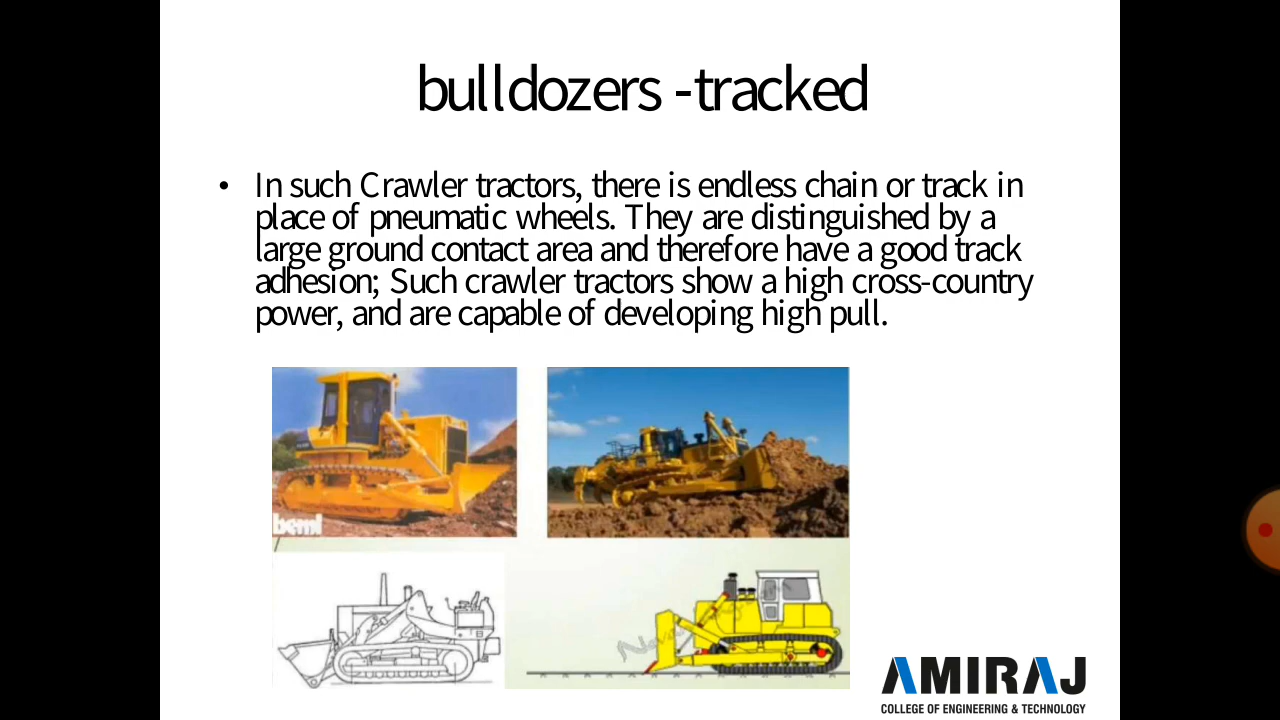 bulldozers -tracked
• In such Crawler tractors, there is endless chain or track in
place of pneumatic wheels. They are distinguished by a
large ground contact area and therefore have a good track
adhesion; Such crawler tractors show a high cross-country
power, and are capable of developing high pull.
beml
AMIRAJ
COLLEGE OF ENGINEERING & TECHNOLOGY